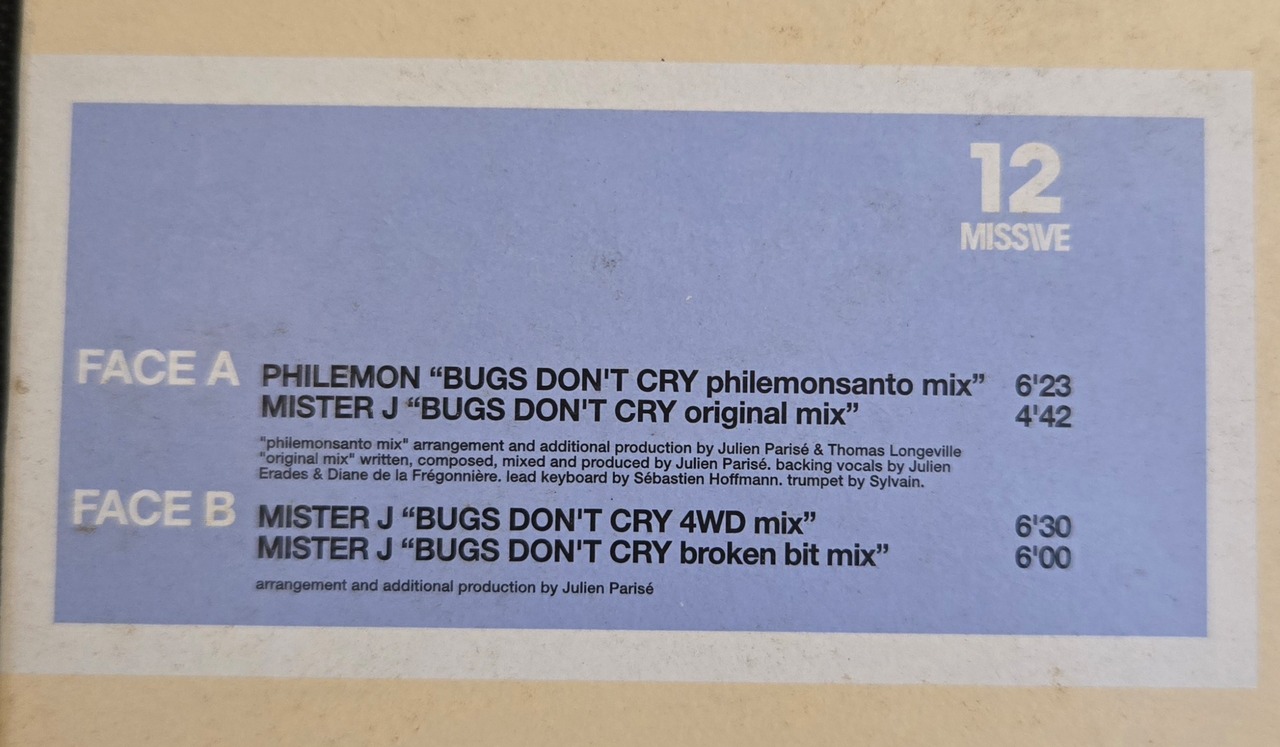 12
MISSIVE
FACE A PHILEMON “BUGS DON'T CRY philemonsanto mix” 6'23
MISTER J “BUGS DON'T CRY original mix” 4'42
"philemonsanto mix" arrangement and additional production by Julien Parisé & Thomas Longeville
"original mix" written, composed, mixed and produced by Julien Parisé. backing vocals by Julien
Erades & Diane de la Frégonnière. lead keyboard by Sébastien Hoffmann. trumpet by Sylvain.
FACE B MISTER J “BUGS DON'T CRY 4WD mix” 6'30
MISTER J “BUGS DON'T CRY broken bit mix” 6'00
arrangement and additional production by Julien Parisé